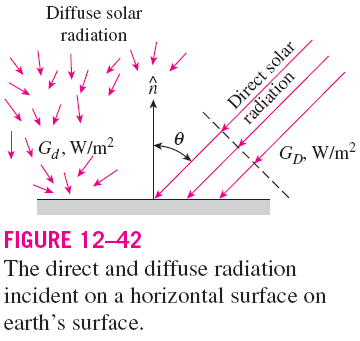 Diffuse solar
radiation
n̂
Direct solar
radiation
θ
G_d, W/m²
G_D, W/m²
FIGURE 12–42
The direct and diffuse radiation
incident on a horizontal surface on
earth's surface.